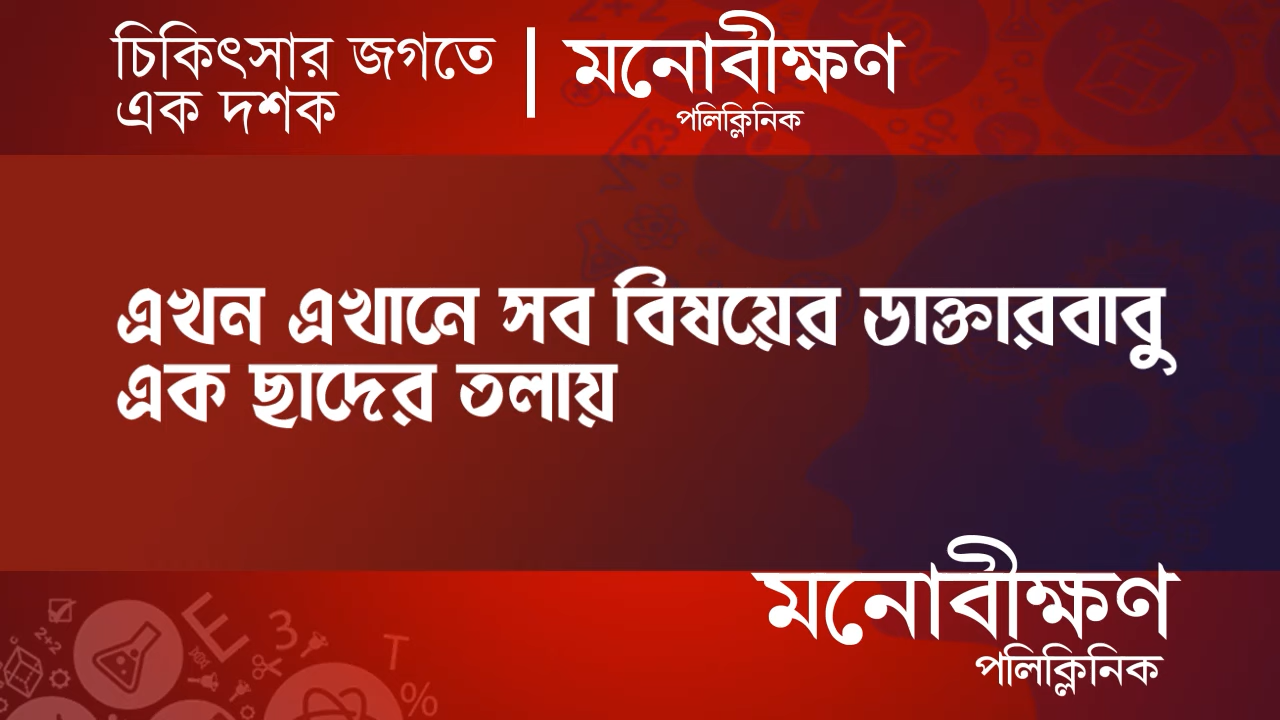 চিকিৎসার জগতে
এক দশক
মনোবীক্ষণ
পলিক্লিনিক
এখন এখানে সব বিষয়ের ডাক্তারবাবু
এক ছাদের তলায়
মনোবীক্ষণ
পলিক্লিনিক